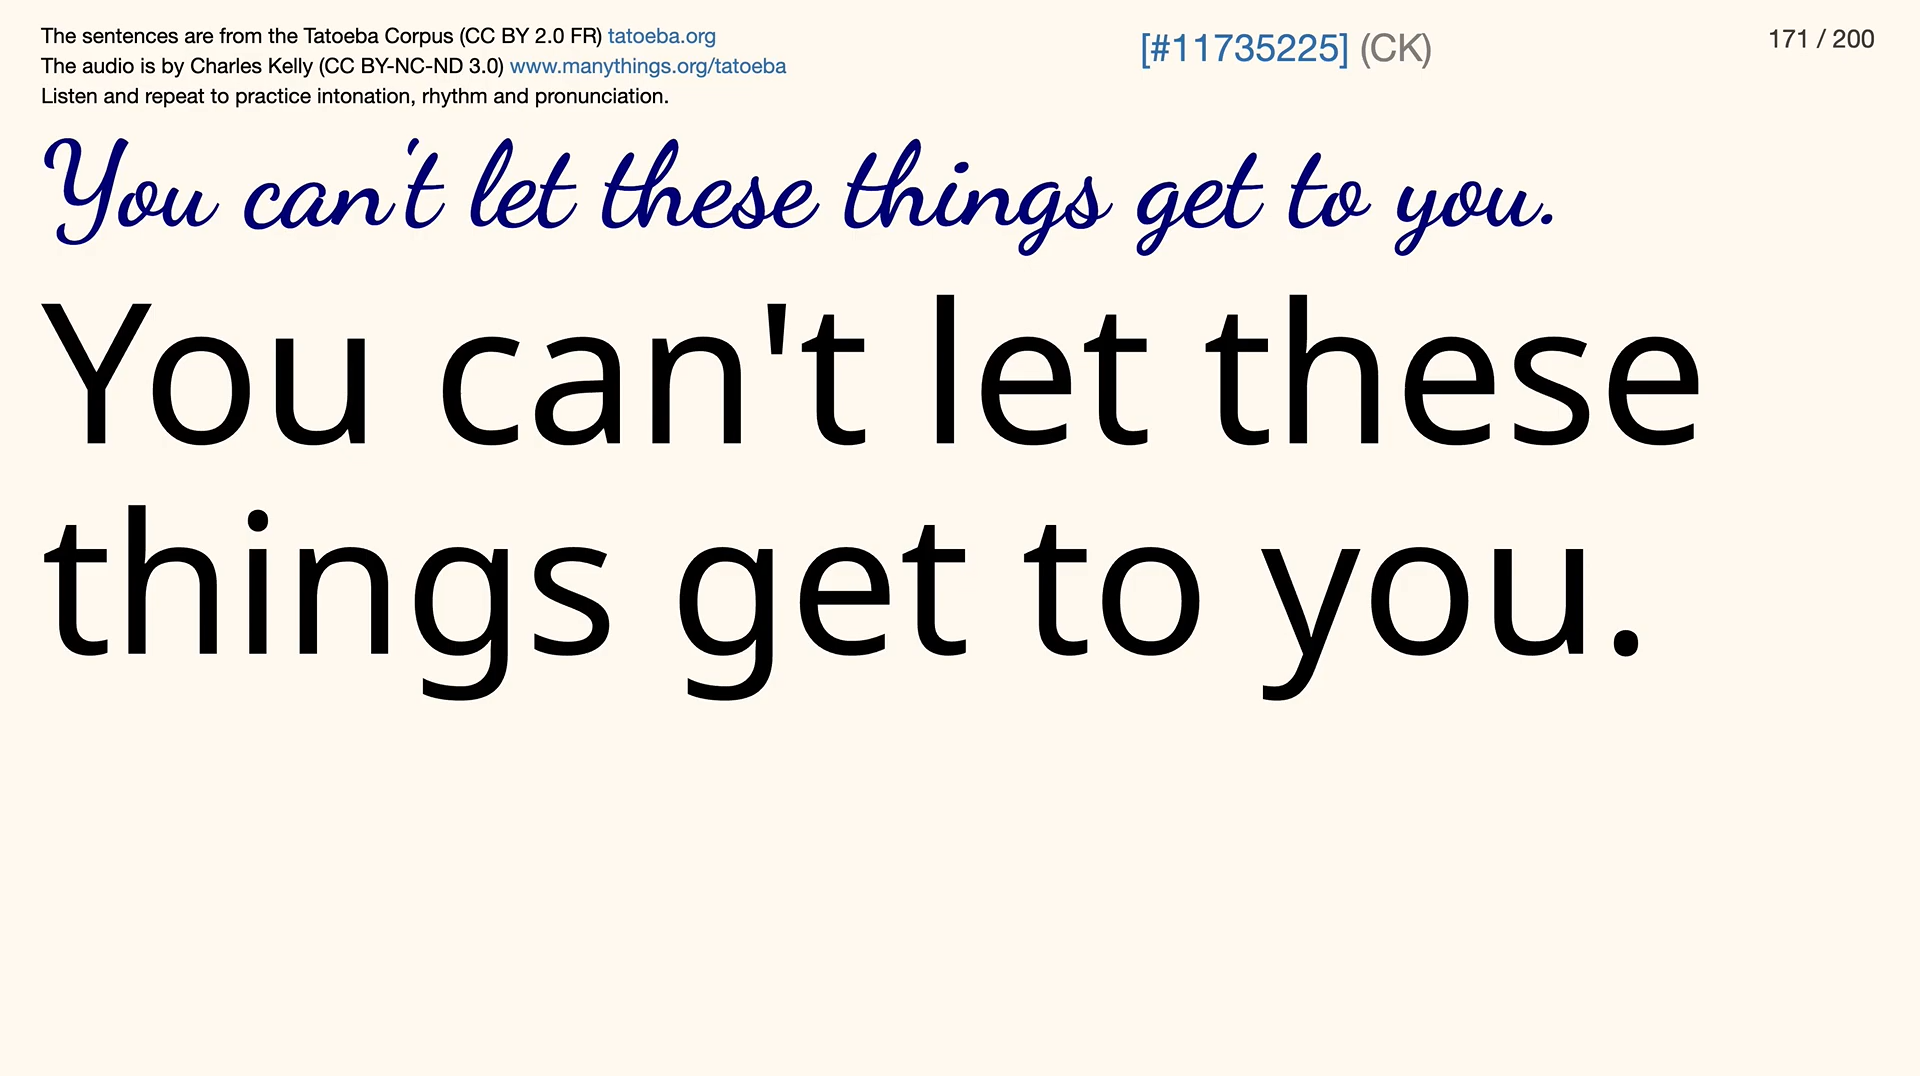 The sentences are from the Tatoeba Corpus (CC BY 2.0 FR) tatoeba.org
The audio is by Charles Kelly (CC BY-NC-ND 3.0) www.manythings.org/tatoeba
Listen and repeat to practice intonation, rhythm and pronunciation.
[#11735225] (CK)
171 / 200
You can't let these things get to you.
You can't let these
things get to you.